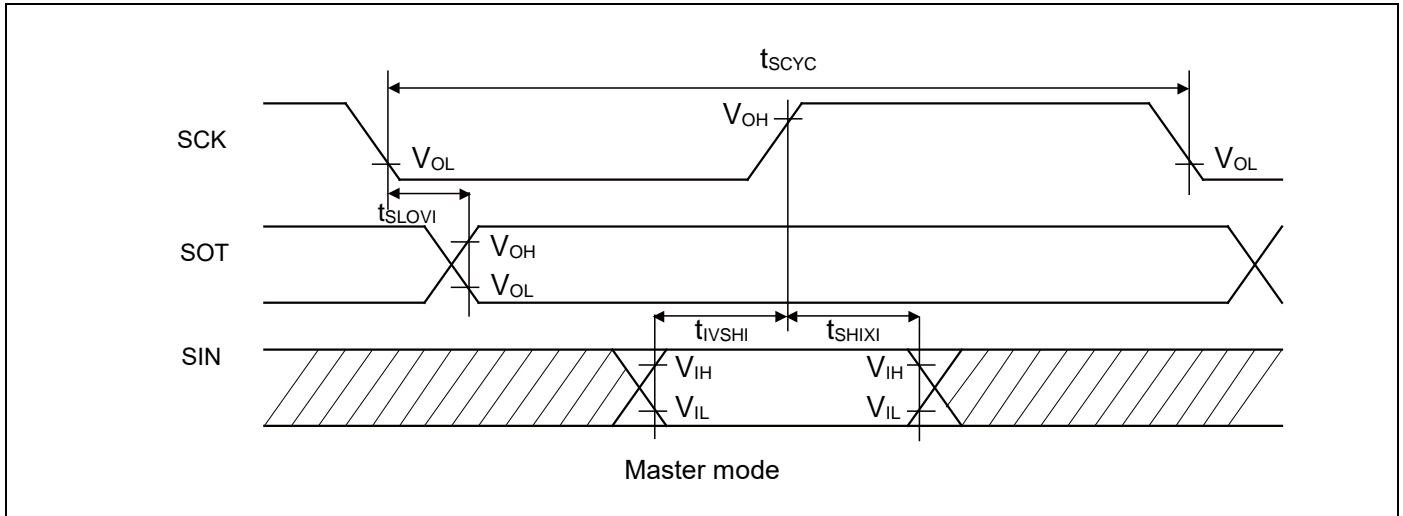 tSCYC
SCK
VOH
VOL
VOL
tSLOVI
SOT
VOH
VOL
tIVSHI
tSHIXI
SIN
VIH
VIH
VIL
VIL
Master mode